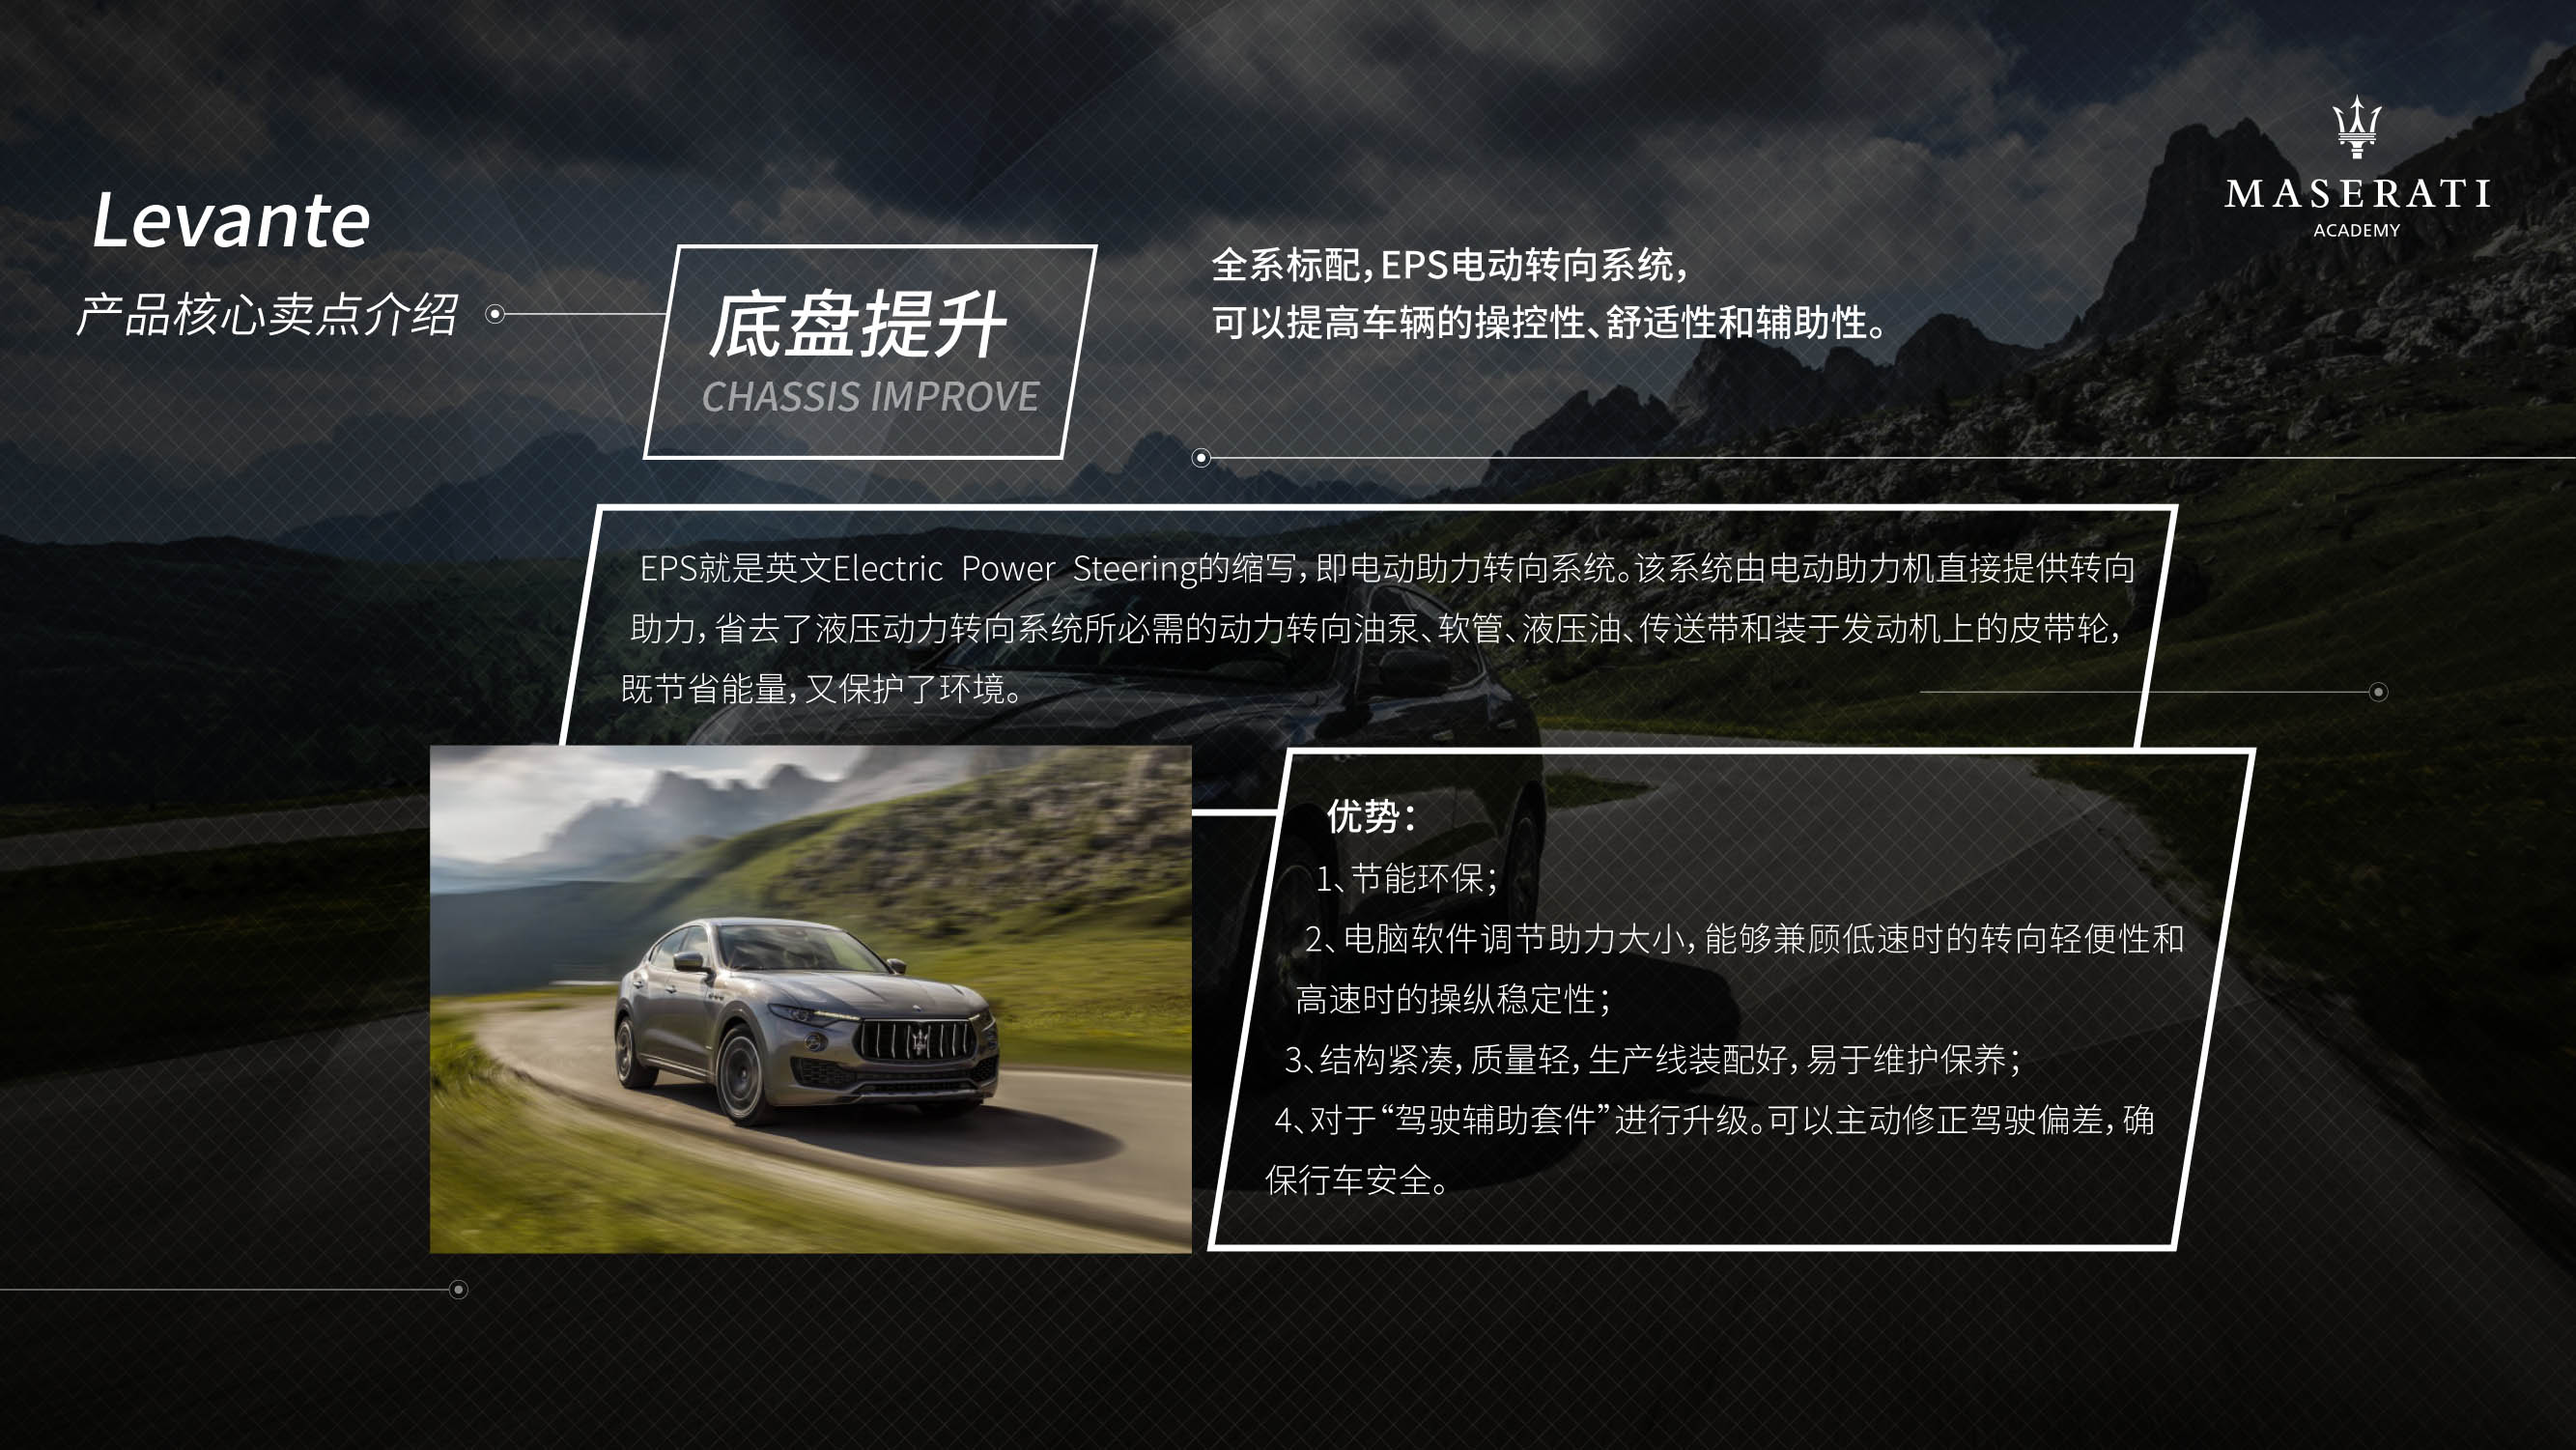 Levante
产品核心卖点介绍
底盘提升
CHASSIS IMPROVE
全系标配，EPS电动转向系统，
可以提高车辆的操控性、舒适性和辅助性。
MASERATI
ACADEMY
EPS就是英文Electric Power Steering的缩写，即电动助力转向系统。该系统由电动助力机直接提供转向
助力，省去了液压动力转向系统所必需的动力转向油泵、软管、液压油、传送带和装于发动机上的皮带轮，
既节省能量，又保护了环境。
优势：
1、节能环保；
2、电脑软件调节助力大小，能够兼顾低速时的转向轻便性和
高速时的操纵稳定性；
3、结构紧凑，质量轻，生产线装配好，易于维护保养；
4、对于“驾驶辅助套件”进行升级。可以主动修正驾驶偏差，确
保行车安全。